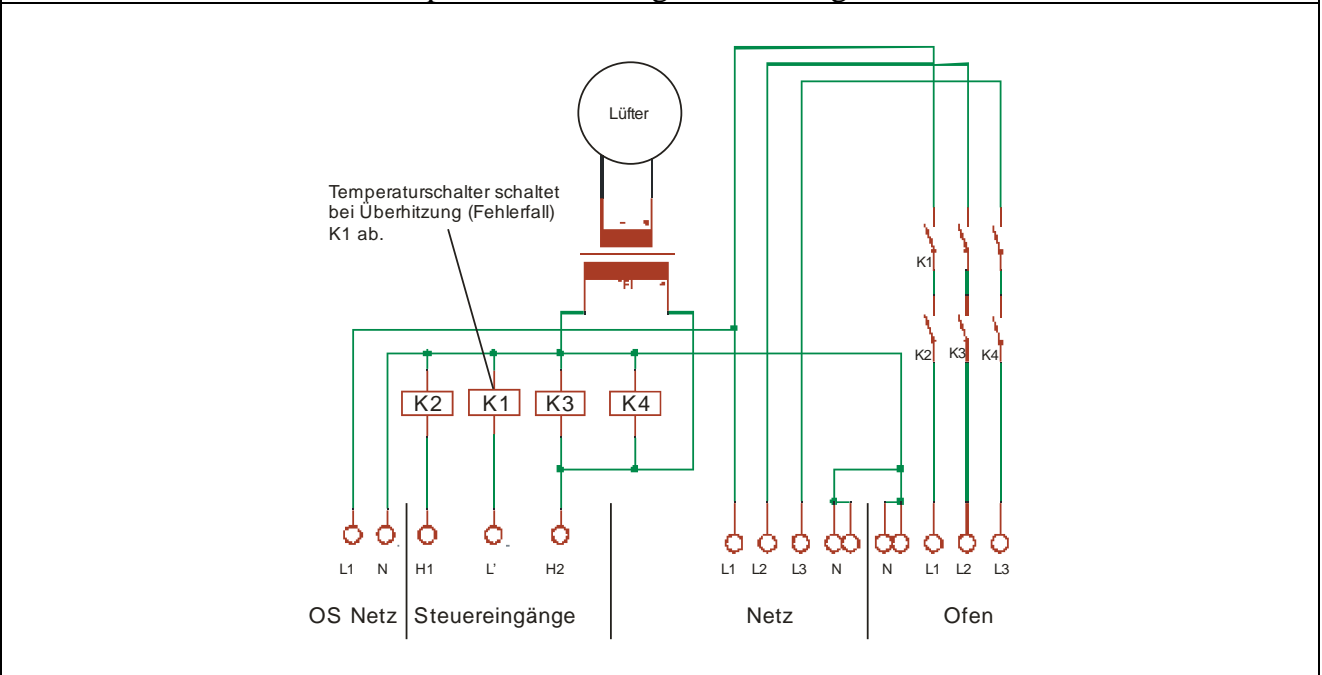 Lüfter
Temperaturschalter schaltet
bei Überhitzung (Fehlerfall)
K1 ab.
K1
K2 K3 K4
K2 K1 K3 K4
L1 N H1 L' H2 L1 L2 L3 N N L1 L2 L3
OS Netz Steuereingänge Netz Ofen